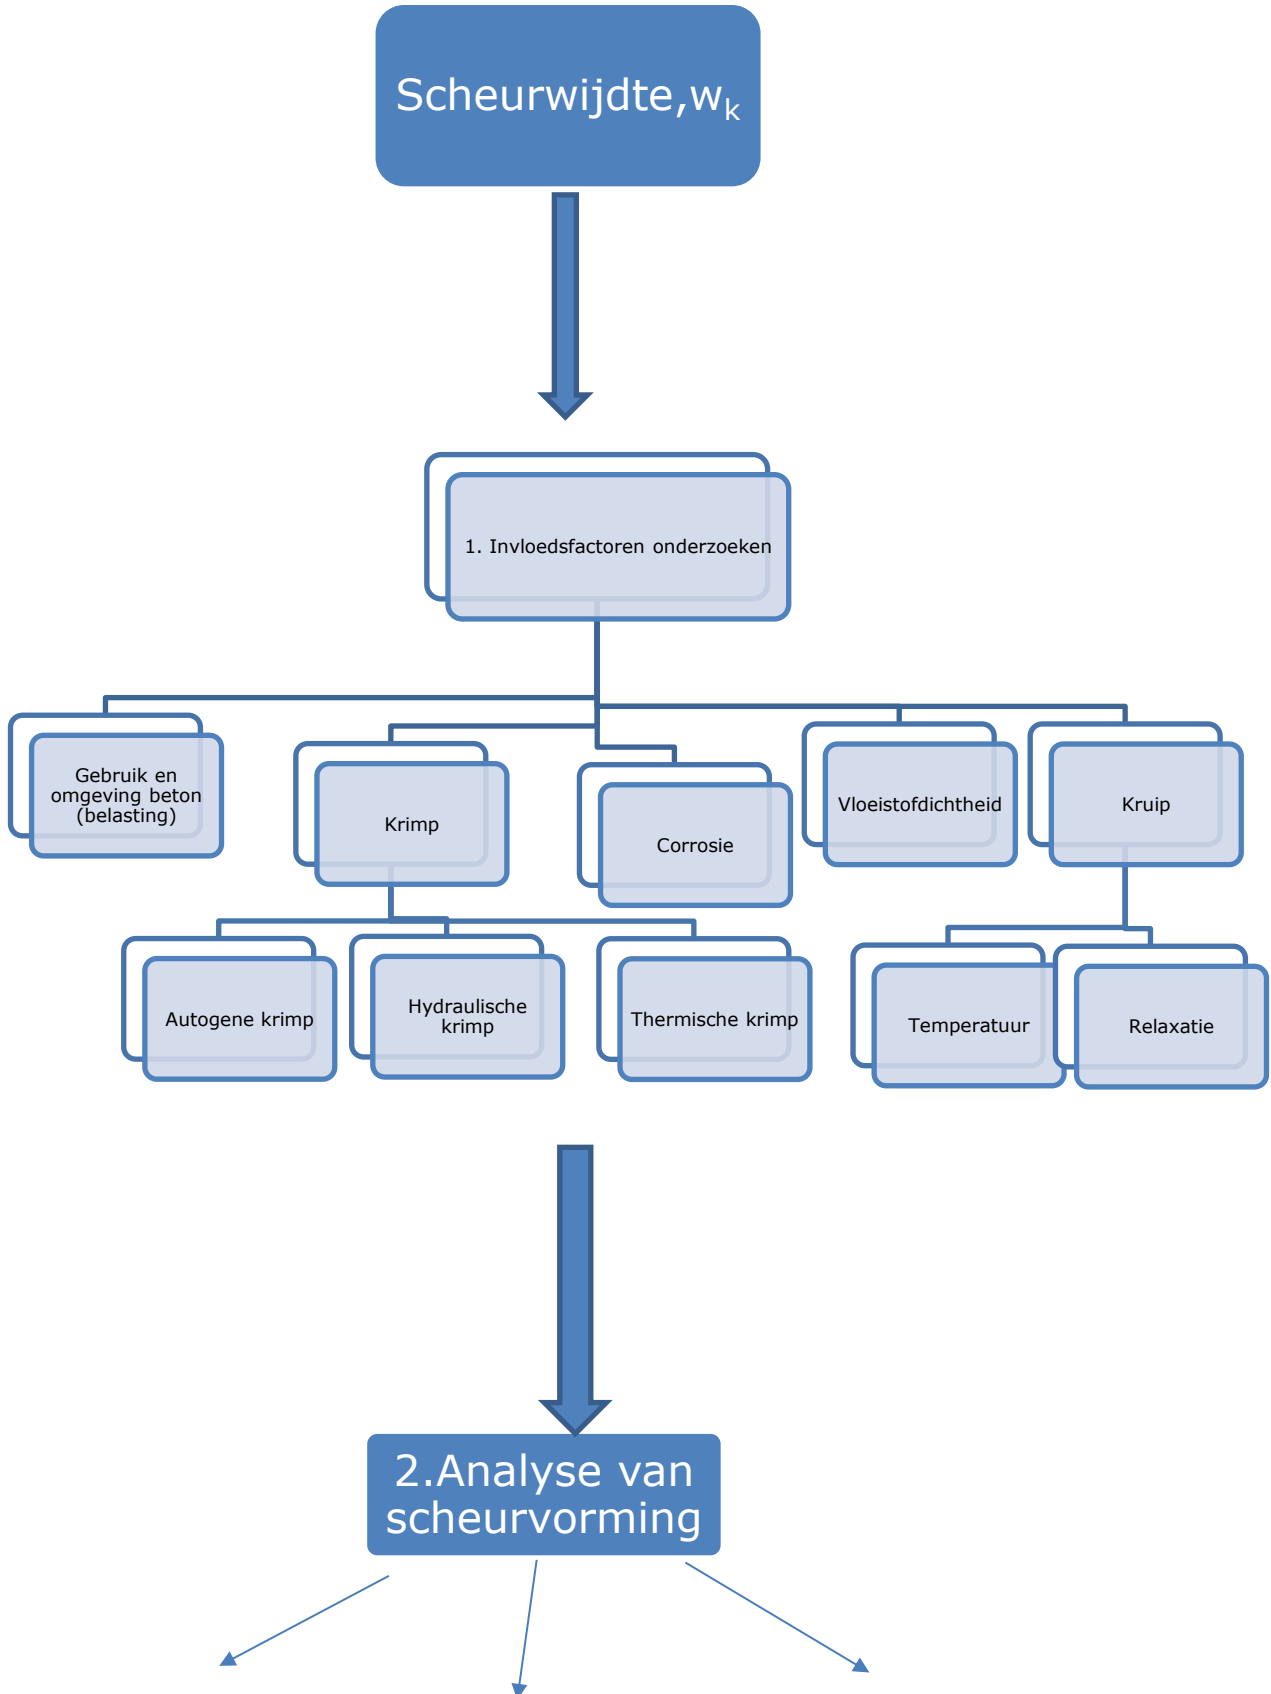 Scheurwijdte,wk
1. Invloedsfactoren onderzoeken
Gebruik en
omgeving beton
(belasting)
Krimp
Corrosie
Vloeistofdichtheid
Kruip
Autogene krimp
Hydraulische
krimp
Thermische krimp
Temperatuur
Relaxatie
2.Analyse van
scheurvorming